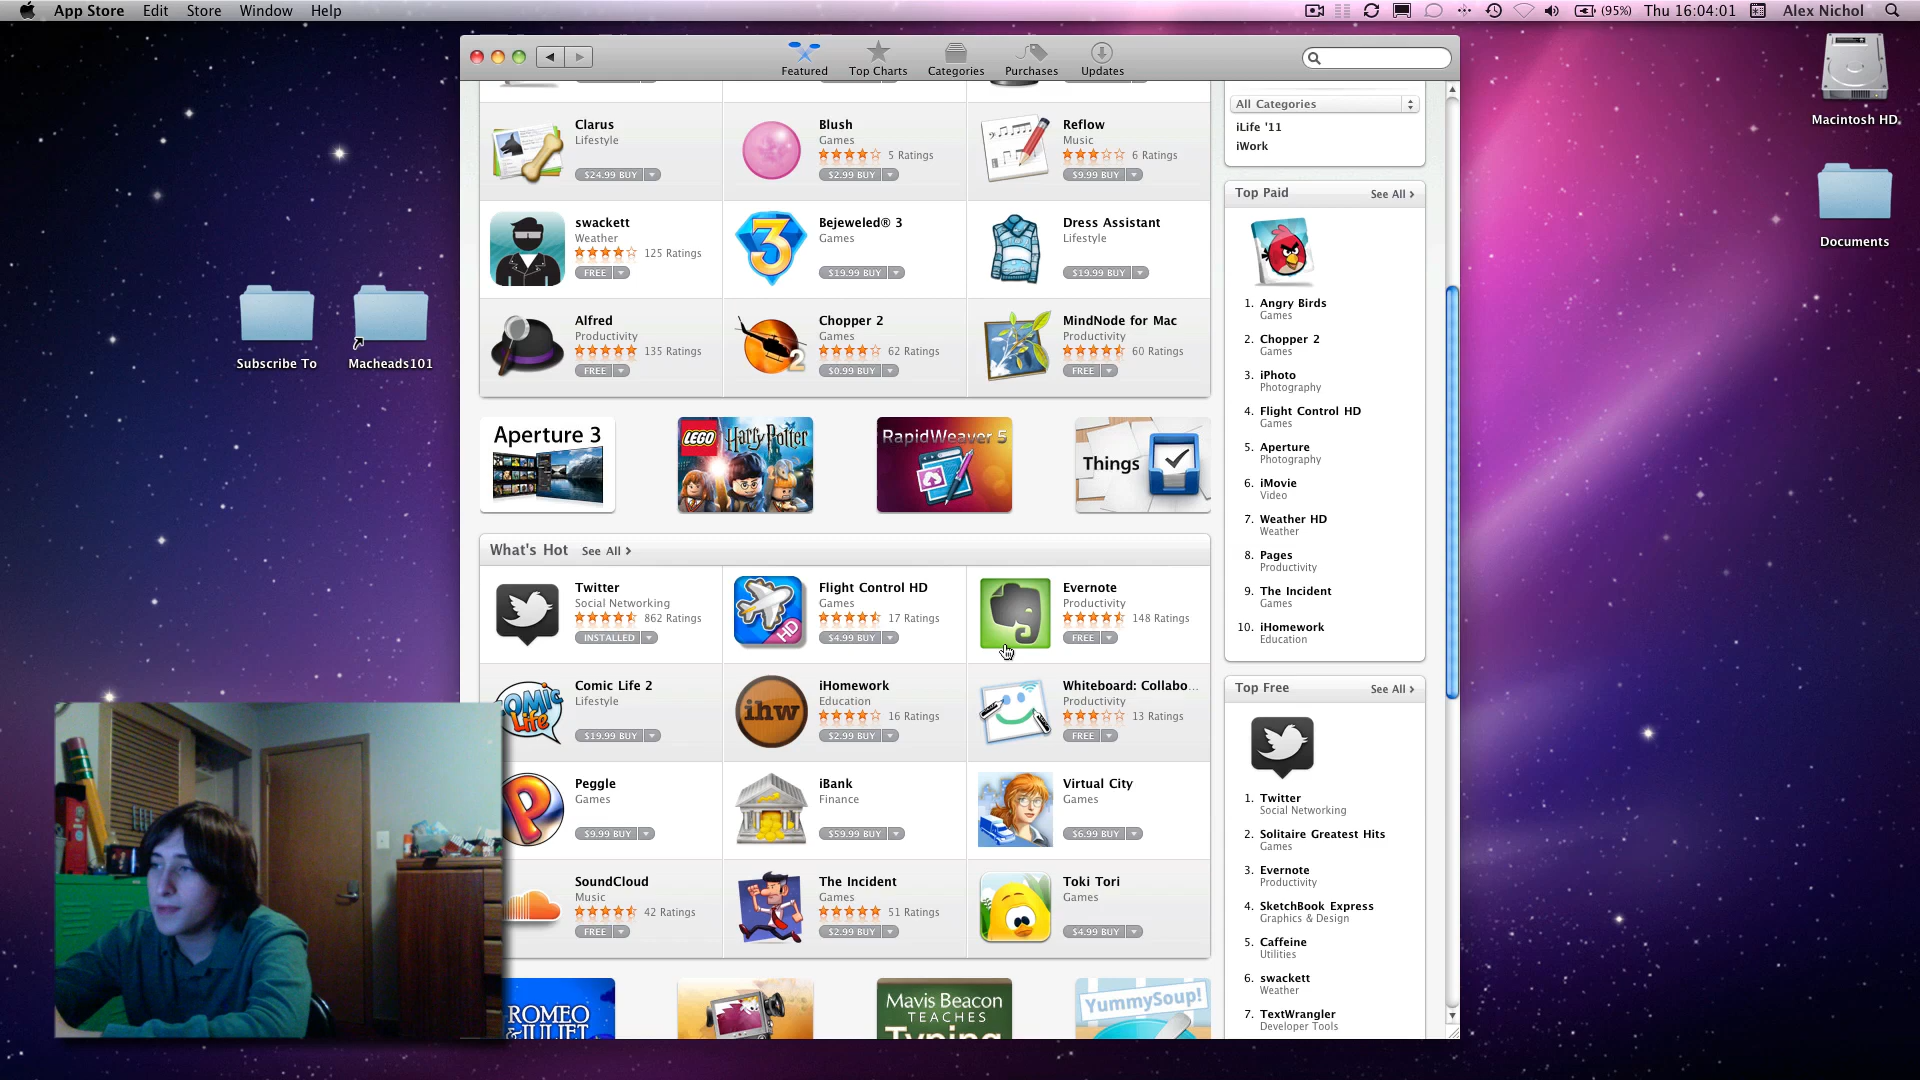 App Store Edit Store Window Help
(95%) Thu 16:04:01 Alex Nichol
Featured
Top Charts
Categories
Purchases
Updates
Macintosh HD
Documents
Subscribe To
Macheads101
Clarus
Lifestyle
$24.99 BUY
Blush
Games
5 Ratings
$2.99 BUY
Reflow
Music
6 Ratings
$9.99 BUY
swackett
Weather
125 Ratings
FREE
Bejeweled® 3
Games
$19.99 BUY
3
Dress Assistant
Lifestyle
$19.99 BUY
Alfred
Productivity
135 Ratings
FREE
Chopper 2
Games
62 Ratings
$0.99 BUY
2
MindNode for Mac
Productivity
60 Ratings
FREE
Aperture 3
LEGO Harry Potter
RapidWeaver 5
Things
What's Hot See All >
Twitter
Social Networking
862 Ratings
INSTALLED
Flight Control HD
Games
17 Ratings
$4.99 BUY
HD
Evernote
Productivity
148 Ratings
FREE
Comic Life 2
Lifestyle
$19.99 BUY
Life
iHomework
Education
16 Ratings
$2.99 BUY
ihw
Whiteboard: Collabo...
Productivity
13 Ratings
FREE
Peggle
Games
$9.99 BUY
P
iBank
Finance
$59.99 BUY
Virtual City
Games
$6.99 BUY
SoundCloud
Music
42 Ratings
FREE
The Incident
Games
51 Ratings
$2.99 BUY
Toki Tori
Games
$4.99 BUY
ROMEO
&JULIET
Mavis Beacon
TEACHES
Typing
YummySoup!
All Categories
iLife '11
iWork
Top Paid See All >
1. Angry Birds
Games
2. Chopper 2
Games
3. iPhoto
Photography
4. Flight Control HD
Games
5. Aperture
Photography
6. iMovie
Video
7. Weather HD
Weather
8. Pages
Productivity
9. The Incident
Games
10. iHomework
Education
Top Free See All >
1. Twitter
Social Networking
2. Solitaire Greatest Hits
Games
3. Evernote
Productivity
4. SketchBook Express
Graphics & Design
5. Caffeine
Utilities
6. swackett
Weather
7. TextWrangler
Developer Tools